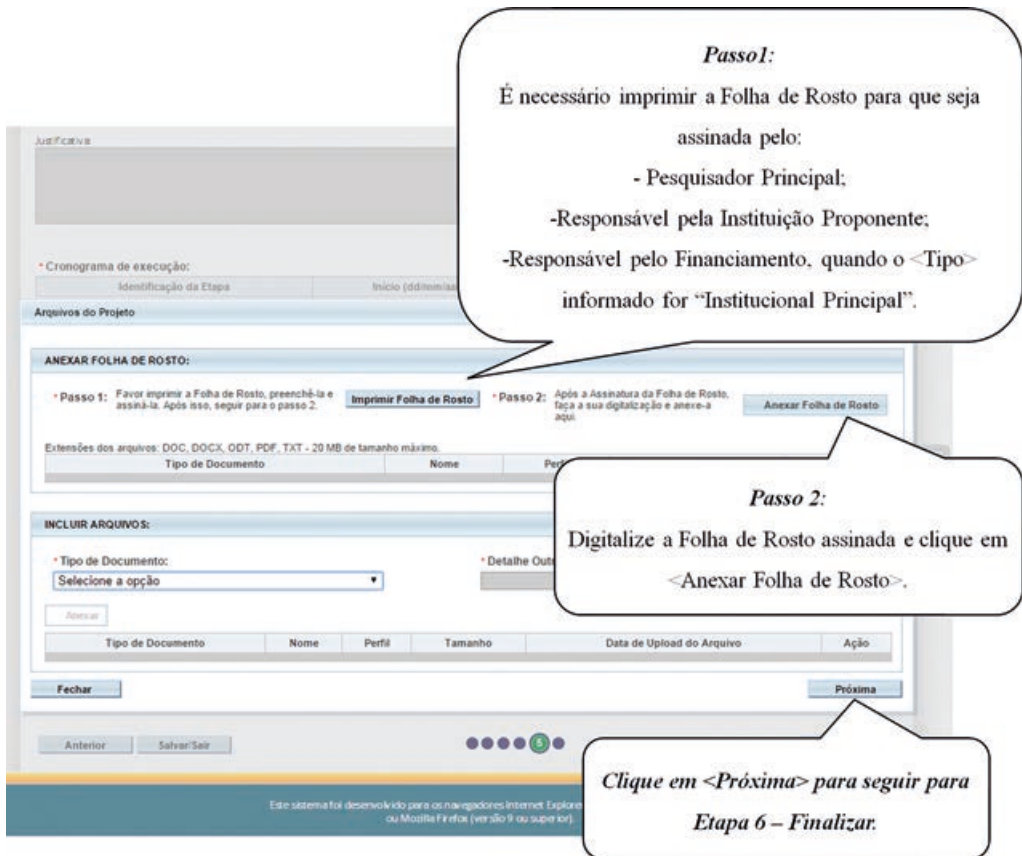 Passo1:
É necessário imprimir a Folha de Rosto para que seja
assinada pelo:
- Pesquisador Principal;
-Responsável pela Instituição Proponente;
-Responsável pelo Financiamento, quando o <Tipo>
informado for “Institucional Principal”.
Justificativa
* Cronograma de execução:
Identificação da Etapa
Início (dd/mm/aa
Arquivos do Projeto
ANEXAR FOLHA DE ROSTO:
* Passo 1: Favor imprimir a Folha de Rosto, preenchê-la e
assiná-la. Após isso, seguir para o passo 2.
Imprimir Folha de Rosto
* Passo 2: Após a Assinatura da Folha de Rosto,
faça a sua digitalização e anexe-a
aqui.
Anexar Folha de Rosto
Extensões dos arquivos: DOC, DOCX, ODT, PDF, TXT - 20 MB de tamanho máximo.
Tipo de Documento Nome Perf
Passo 2:
Digitalize a Folha de Rosto assinada e clique em
<Anexar Folha de Rosto>.
INCLUIR ARQUIVOS:
* Tipo de Documento: * Detalhe Out
Selecione a opção
Anexar
Tipo de Documento Nome Perfil Tamanho Data de Upload do Arquivo Ação
Fechar Próxima
Anterior Salvar/Sair 5
Clique em <Próxima> para seguir para
Etapa 6 – Finalizar.
Este sistema foi desenvolvido para os navegadores Internet Explore
ou Mozilla Firefox (versão 9 ou superior).